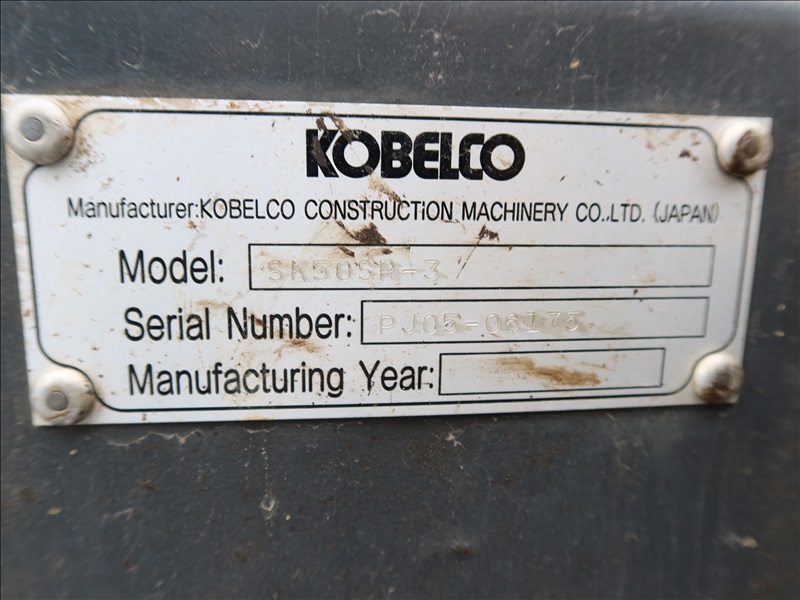 KOBELCO
Manufacturer:KOBELCO CONSTRUCTiON MACHINERY CO.,LTD. (JAPAN)
Model: SK50SR-3
Serial Number: PJ05-06175
Manufacturing Year: